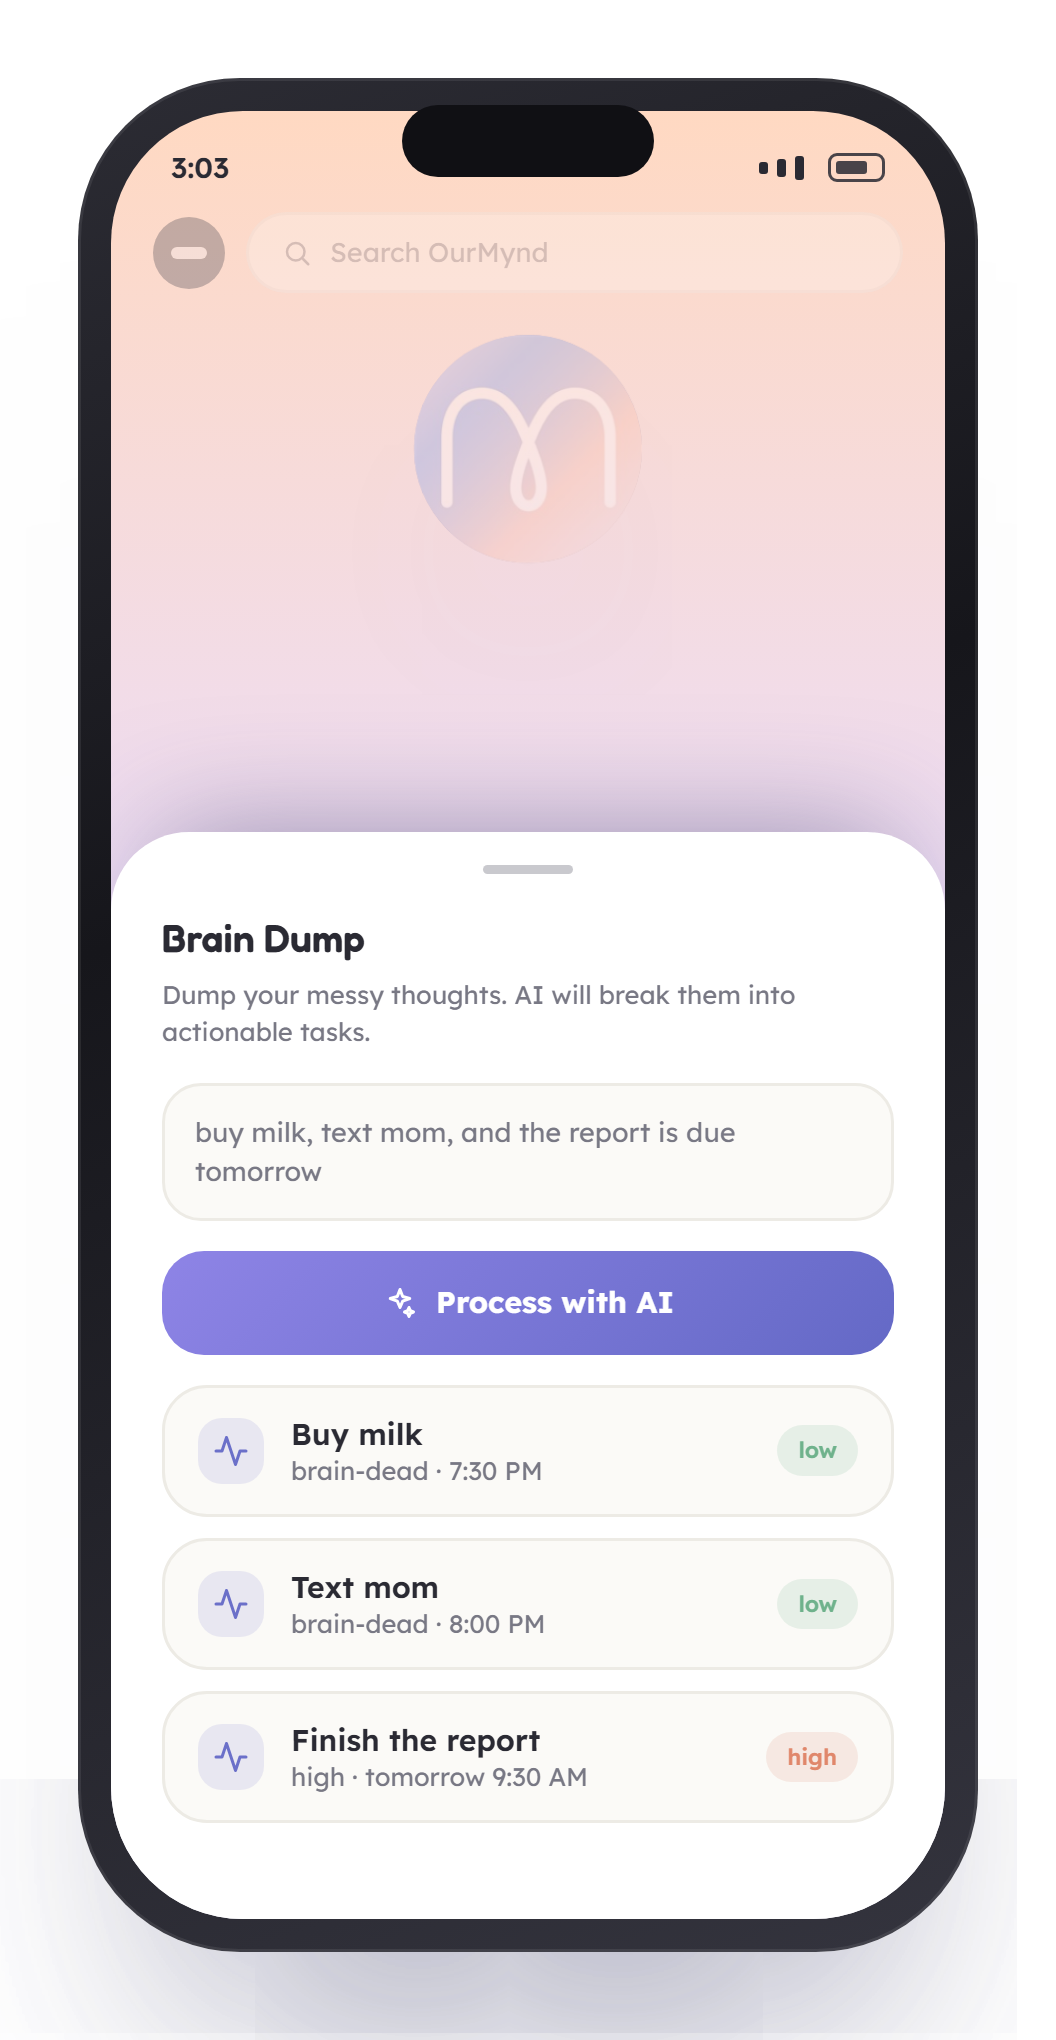 3:03
Search OurMynd
Brain Dump
Dump your messy thoughts. AI will break them into
actionable tasks.
buy milk, text mom, and the report is due
tomorrow
Process with AI
Buy milk
brain-dead · 7:30 PM
low
Text mom
brain-dead · 8:00 PM
low
Finish the report
high · tomorrow 9:30 AM
high